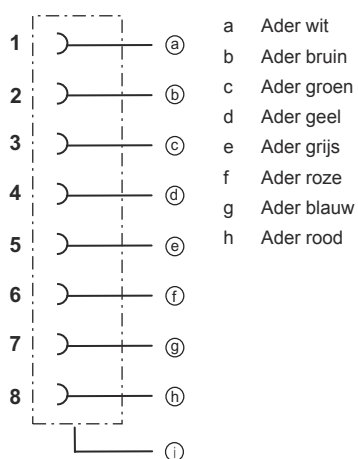 1 a
2 b
3 c
4 d
5 e
6 f
7 g
8 h
i
a Ader wit
b Ader bruin
c Ader groen
d Ader geel
e Ader grijs
f Ader roze
g Ader blauw
h Ader rood